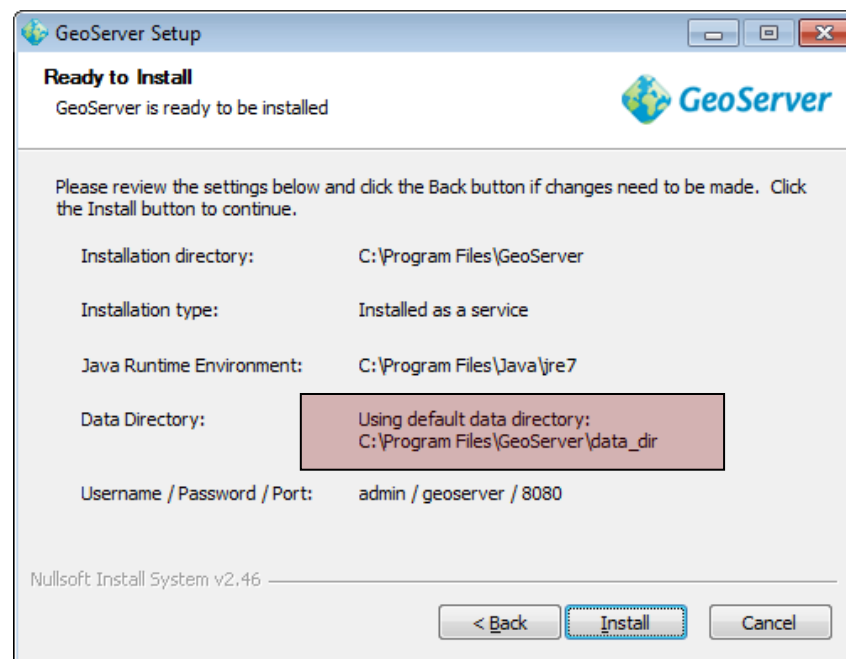 GeoServer Setup
Ready to Install
GeoServer is ready to be installed
GeoServer
Please review the settings below and click the Back button if changes need to be made.  Click
the Install button to continue.
Installation directory: C:\Program Files\GeoServer
Installation type: Installed as a service
Java Runtime Environment: C:\Program Files\Java\jre7
Data Directory: Using default data directory:
C:\Program Files\GeoServer\data_dir
Username / Password / Port: admin / geoserver / 8080
Nullsoft Install System v2.46
< Back Install Cancel